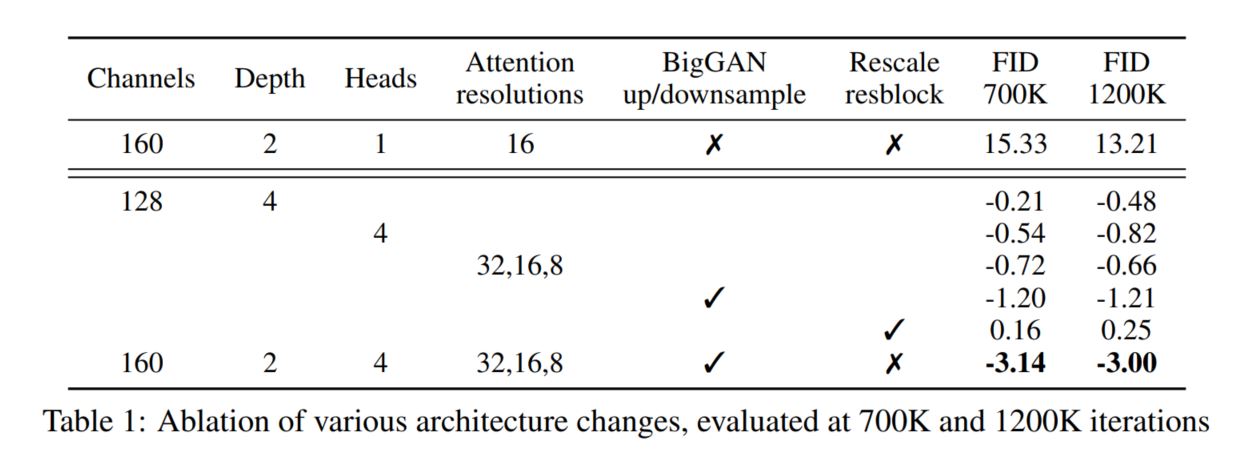 Channels Depth Heads Attention resolutions BigGAN up/downsample Rescale resblock FID 700K FID 1200K
160 2 1 16 ✗ ✗ 15.33 13.21
128 4 -0.21 -0.48
4 -0.54 -0.82
32,16,8 -0.72 -0.66
✓ -1.20 -1.21
✓ 0.16 0.25
160 2 4 32,16,8 ✓ ✗ -3.14 -3.00
Table 1: Ablation of various architecture changes, evaluated at 700K and 1200K iterations